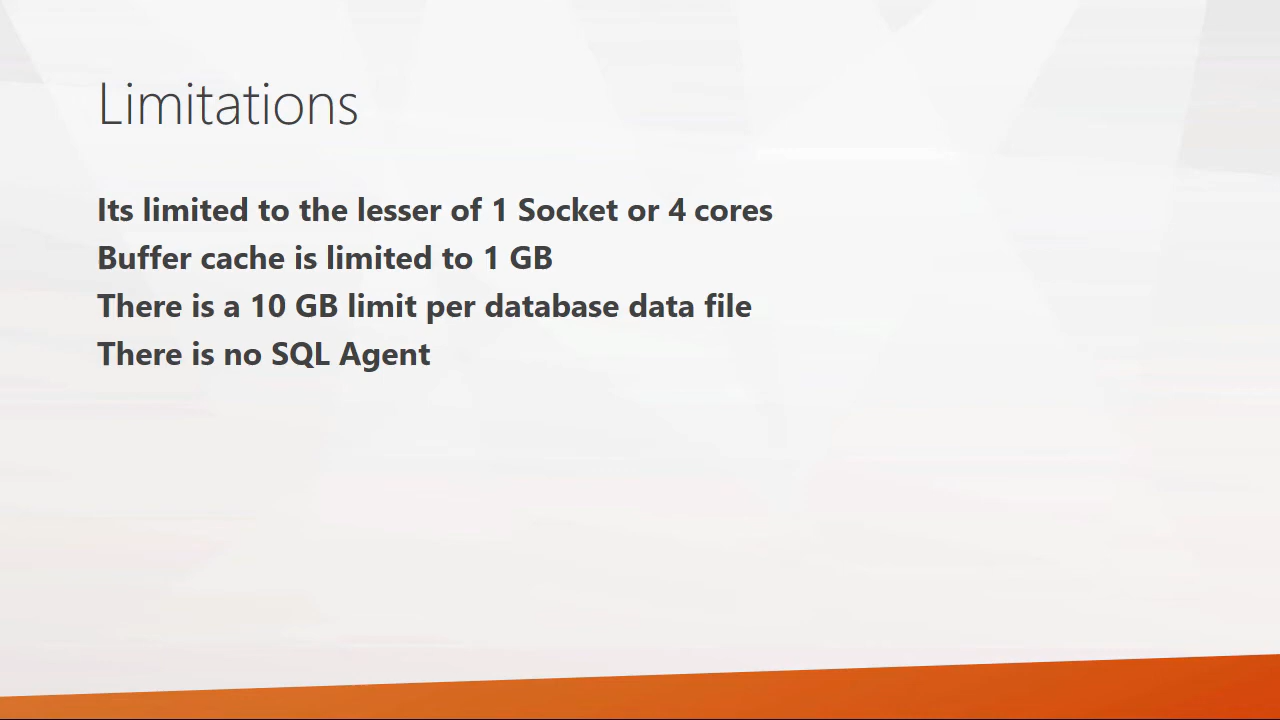 Limitations
Its limited to the lesser of 1 Socket or 4 cores
Buffer cache is limited to 1 GB
There is a 10 GB limit per database data file
There is no SQL Agent